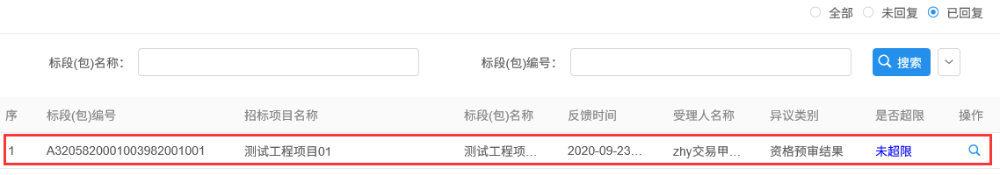 全部 未回复 已回复
标段(包)名称： 标段(包)编号： 搜索
序 标段(包)编号 招标项目名称 标段(包)名称 反馈时间 受理人名称 异议类别 是否超限 操作
1 A3205820001003982001001 测试工程项目01 测试工程项... 2020-09-23... zhy交易甲... 资格预审结果 未超限